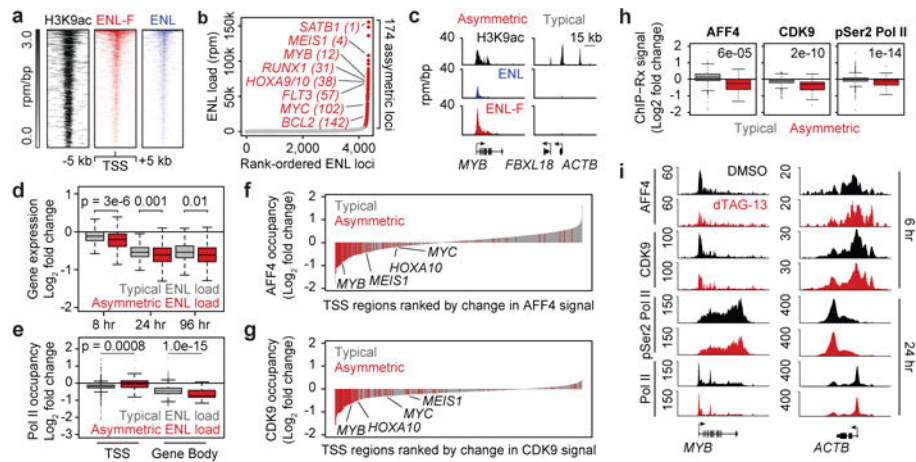 a
H3K9ac ENL-F ENL
3.0
rpm/bp
0.0
-5 kb TSS +5 kb
b
ENL load (rpm)
150k
100k
50k
0
SATB1 (1)
MEIS1 (4)
MYB (12)
RUNX1 (31)
HOXA9/10 (38)
FLT3 (57)
MYC (102)
BCL2 (142)
174 assymetric loci
0 2,000 4,000
Rank-ordered ENL loci
c
Asymmetric Typical
40 H3K9ac 15 kb
rpm/bp
40 ENL
40 ENL-F
MYB FBXL18 ACTB
d
Gene expression
Log2 fold change
1
0
-1
-2
p = 3e-6 0.001 0.01
Typical ENL load
Asymmetric ENL load
8 hr 24 hr 96 hr
e
Pol II occupancy
Log2 fold change
2
1
0
-1
-2
-3
p = 0.0008 1.0e-15
Typical ENL load
Asymmetric ENL load
TSS Gene Body
f
AFF4 occupancy
(Log2 fold change)
2
1
0
-1
-2
Typical
Asymmetric
MYB
MEIS1
HOXA10
MYC
TSS regions ranked by change in AFF4 signal
g
CDK9 occupancy
(Log2 fold change)
2
1
0
-1
-2
Typical
Asymmetric
MYB
HOXA10
MYC
MEIS1
TSS regions ranked by change in CDK9 signal
h
AFF4 CDK9 pSer2 Pol II
ChIP-Rx signal
(Log2 fold change)
2
1
0
-1
-2
6e-05 2e-10 1e-14
Typical Asymmetric
i
AFF4
60 DMSO 20
60 dTAG-13 20
CDK9
100 30
100 30
6 hr
pSer2 Pol II
150 400
150 400
Pol II
150 400
150 400
24 hr
MYB ACTB